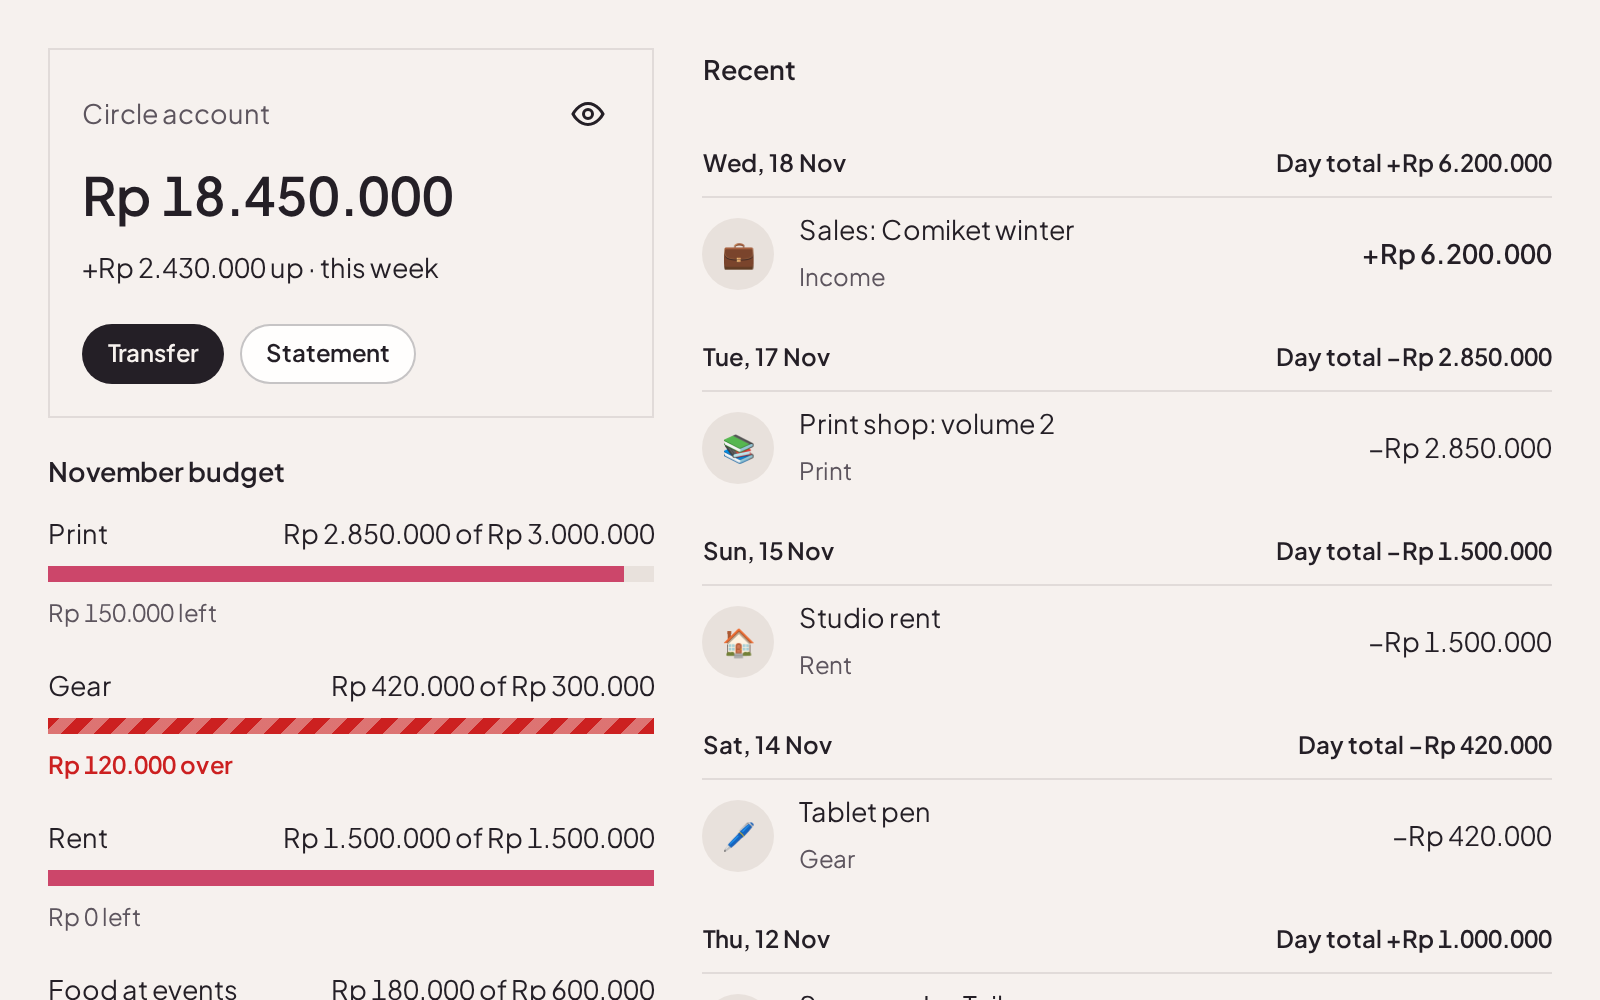 Circle account
Rp 18.450.000
+Rp 2.430.000 up · this week
Transfer
Statement
November budget
Print
Rp 2.850.000 of Rp 3.000.000
Rp 150.000 left
Gear
Rp 420.000 of Rp 300.000
Rp 120.000 over
Rent
Rp 1.500.000 of Rp 1.500.000
Rp 0 left
Food at events
Rp 180.000 of Rp 600.000
Recent
Wed, 18 Nov
Day total +Rp 6.200.000
Sales: Comiket winter
+Rp 6.200.000
Income
Tue, 17 Nov
Day total −Rp 2.850.000
Print shop: volume 2
−Rp 2.850.000
Print
Sun, 15 Nov
Day total −Rp 1.500.000
Studio rent
−Rp 1.500.000
Rent
Sat, 14 Nov
Day total −Rp 420.000
Tablet pen
−Rp 420.000
Gear
Thu, 12 Nov
Day total +Rp 1.000.000